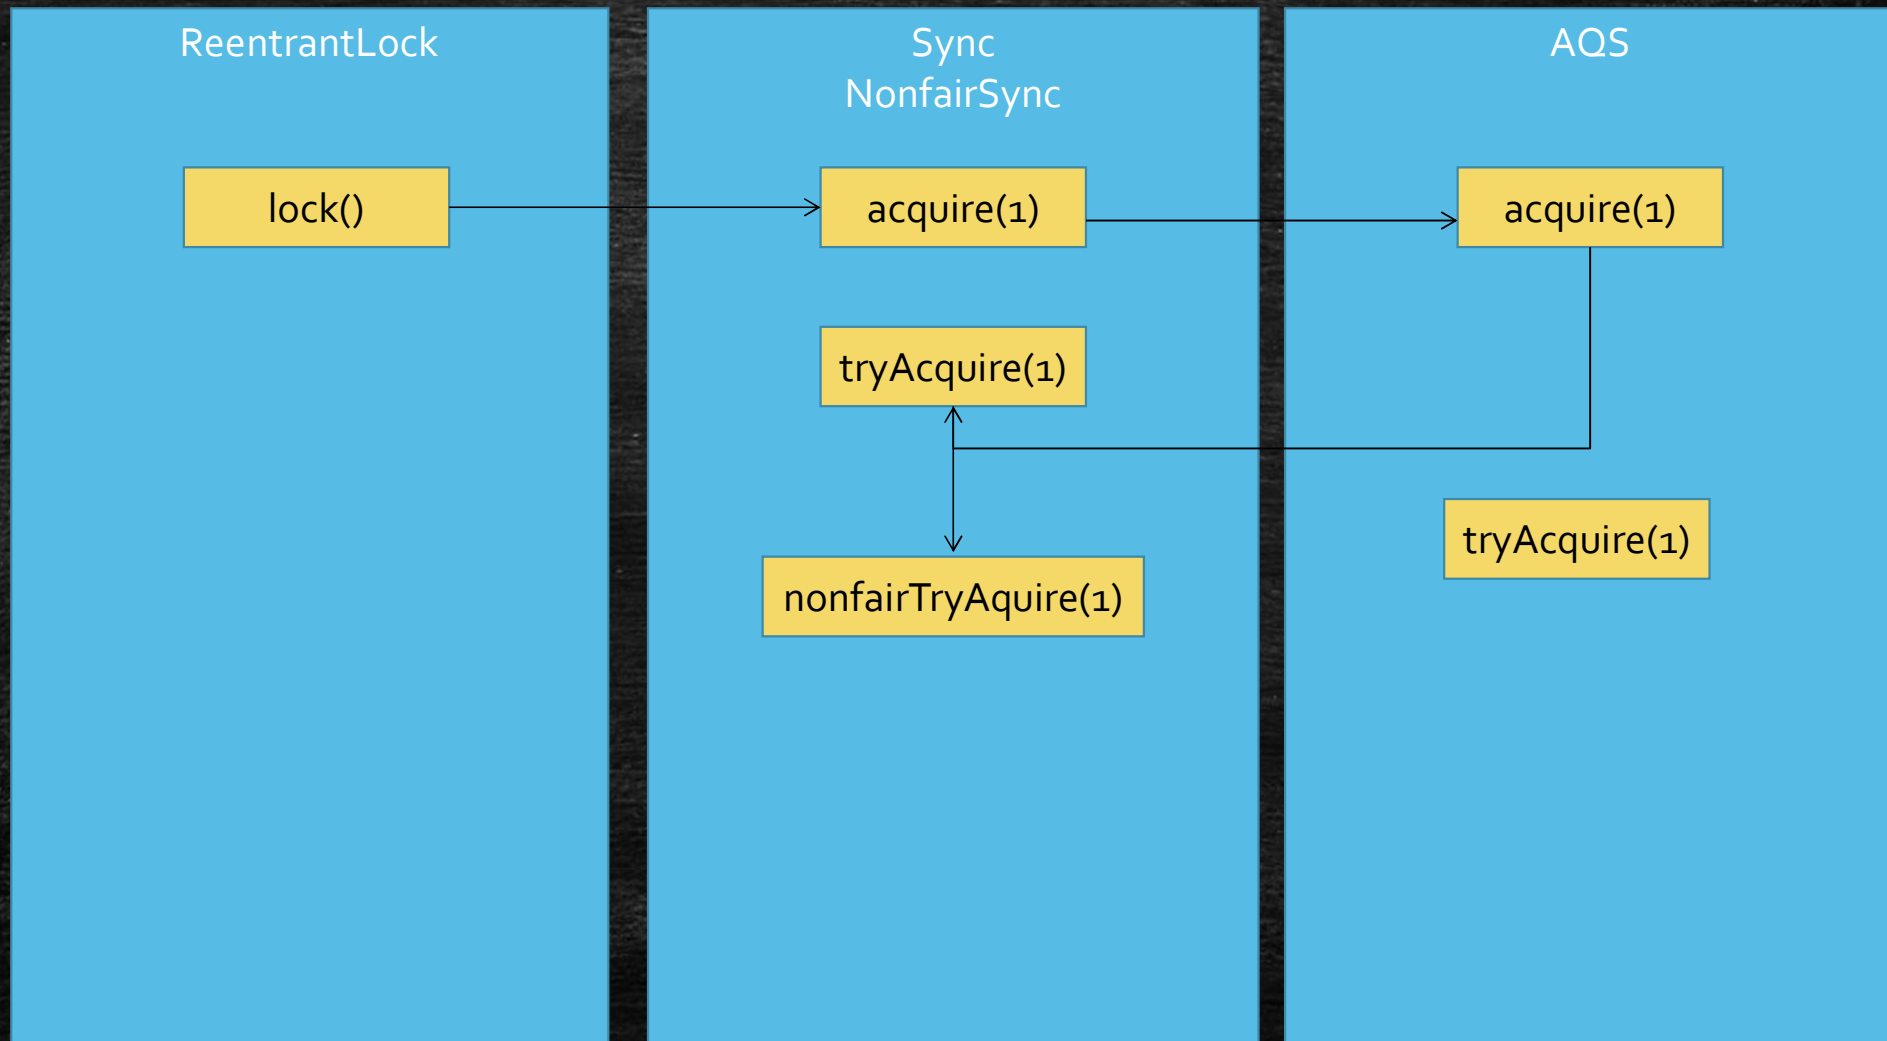 ReentrantLock
Sync
NonfairSync
AQS
lock()
acquire(1)
acquire(1)
tryAcquire(1)
tryAcquire(1)
nonfairTryAquire(1)